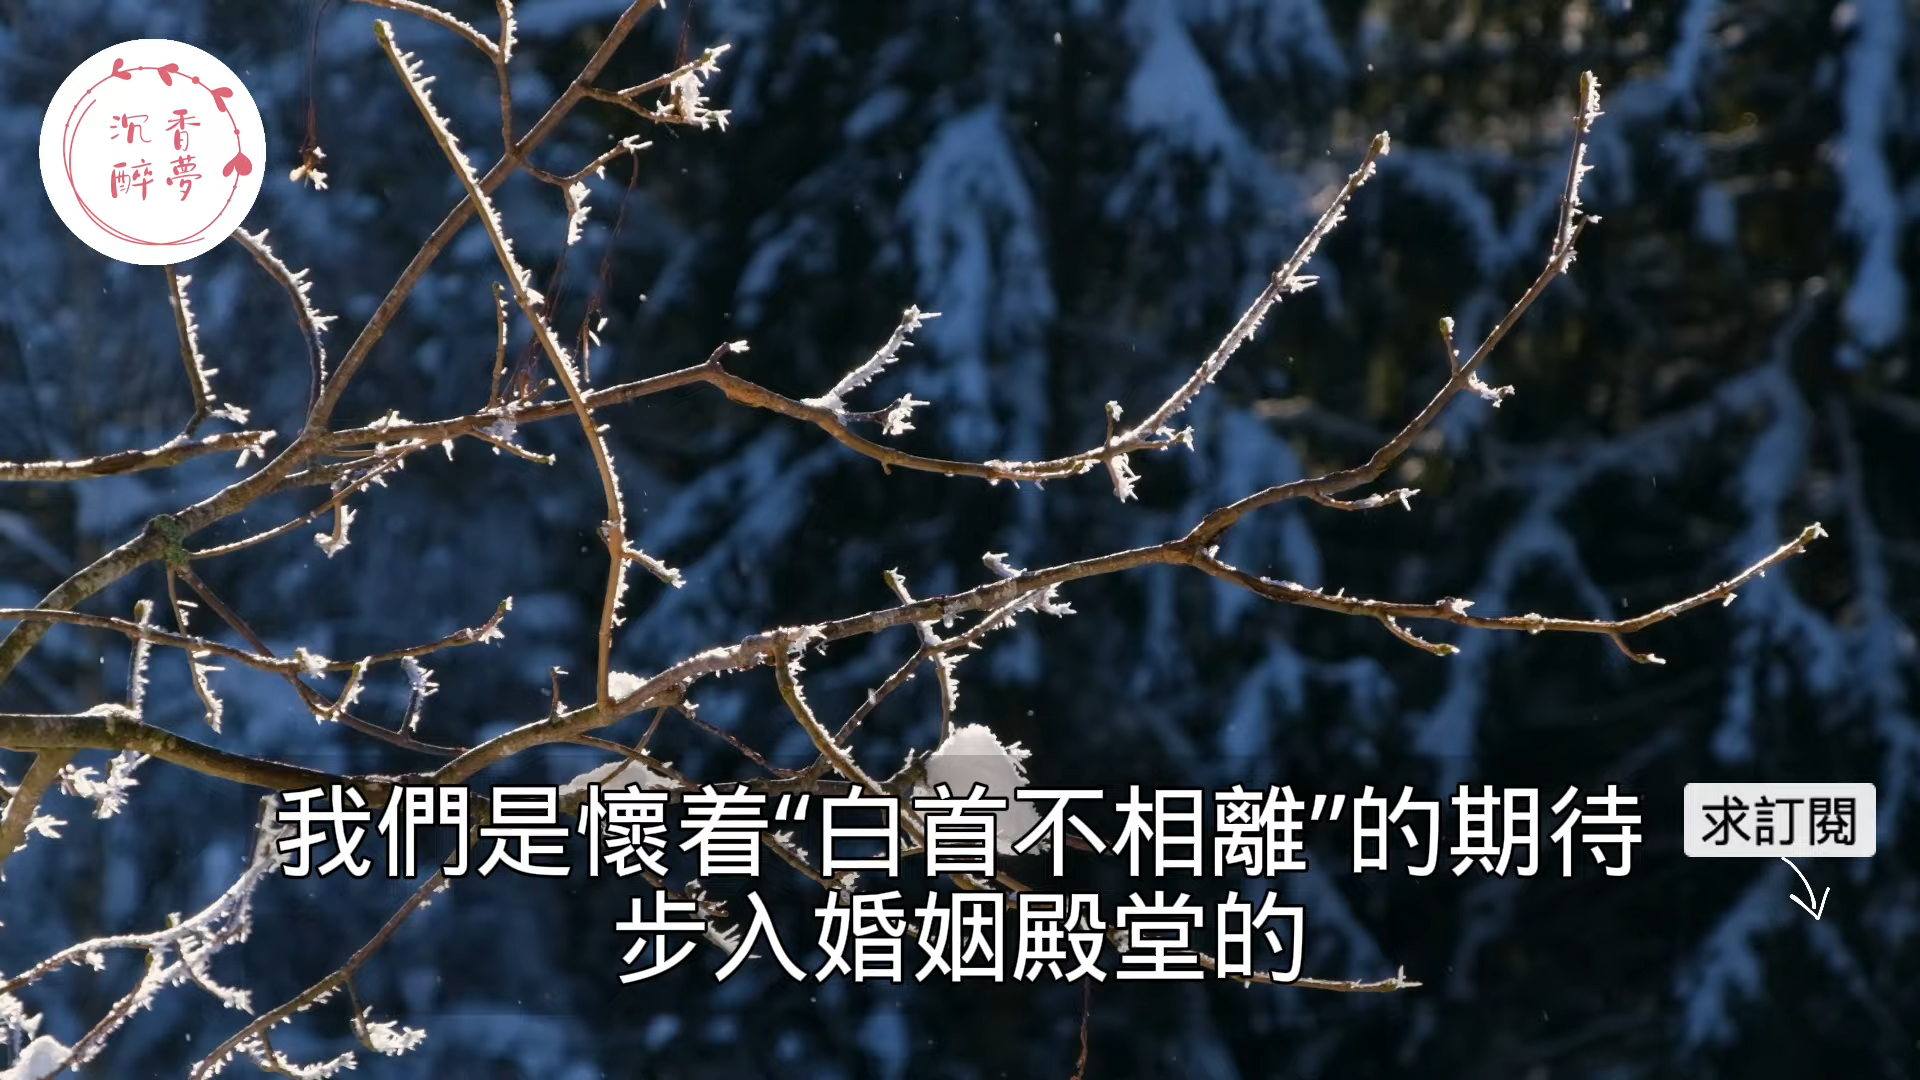 沉香
醉夢
我們是懷着“白首不相離”的期待
步入婚姻殿堂的
求訂閱